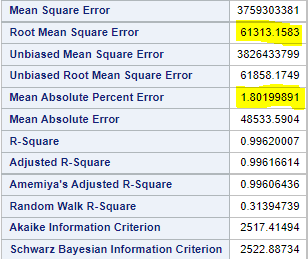 Mean Square Error 3759303381
Root Mean Square Error 61313.1583
Unbiased Mean Square Error 3826433799
Unbiased Root Mean Square Error 61858.1749
Mean Absolute Percent Error 1.80199891
Mean Absolute Error 48533.5904
R-Square 0.99620007
Adjusted R-Square 0.99616614
Amemiya's Adjusted R-Square 0.99606436
Random Walk R-Square 0.31394739
Akaike Information Criterion 2517.41494
Schwarz Bayesian Information Criterion 2522.88734